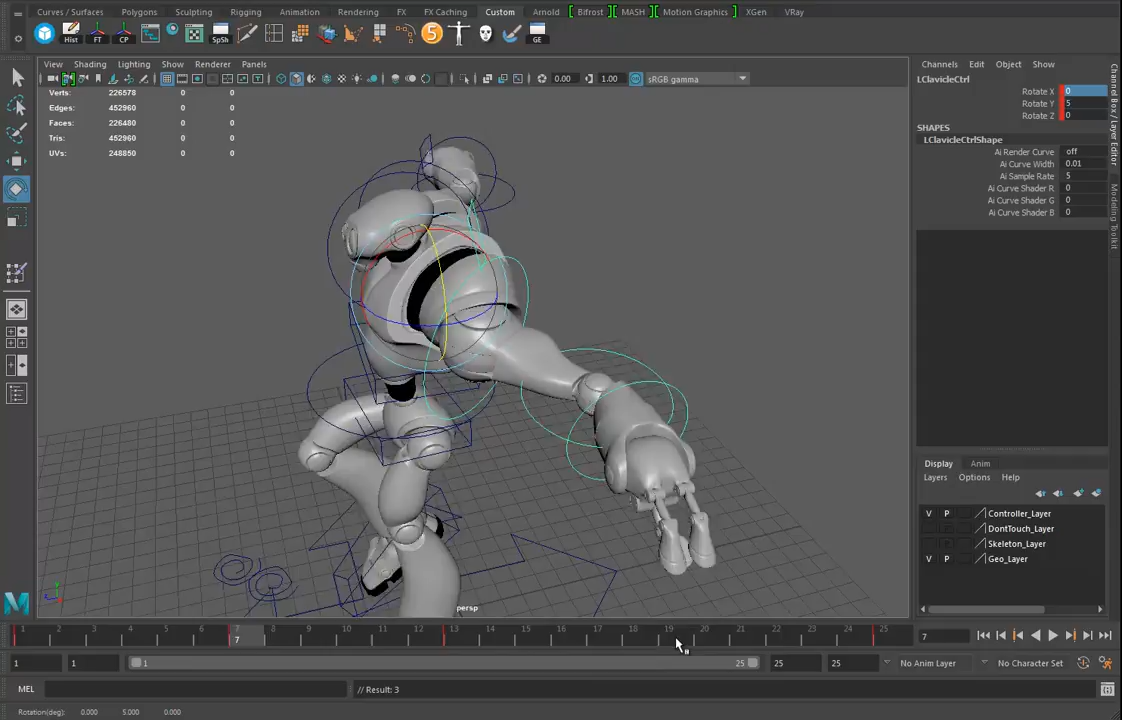 Curves / Surfaces Polygons Sculpting Rigging Animation Rendering FX FX Caching Custom Arnold Bifrost MASH Motion Graphics XGen VRay
Hist FT CP SpSh 5 GE
View Shading Lighting Show Renderer Panels
0.00 1.00 sRGB gamma
Verts: 226578 0 0
Edges: 452960 0 0
Faces: 226480 0 0
Tris: 452960 0 0
UVs: 248850 0 0
persp
Channels Edit Object Show
LClavicleCtrl
Rotate X 0
Rotate Y 5
Rotate Z 0
SHAPES
LClavicleCtrlShape
Ai Render Curve off
Ai Curve Width 0.01
Ai Sample Rate 5
Ai Curve Shader R 0
Ai Curve Shader G 0
Ai Curve Shader B 0
Channel Box / Layer Editor
Modeling Toolkit
Display Anim
Layers Options Help
V P Controller_Layer
DontTouch_Layer
Skeleton_Layer
V P Geo_Layer
1 2 3 4 5 6 7 8 9 10 11 12 13 14 15 16 17 18 19 20 21 22 23 24 25
7 7
1 1 1 25 25 25 No Anim Layer No Character Set
MEL // Result: 3
Rotation(deg): 0.000 5.000 0.000